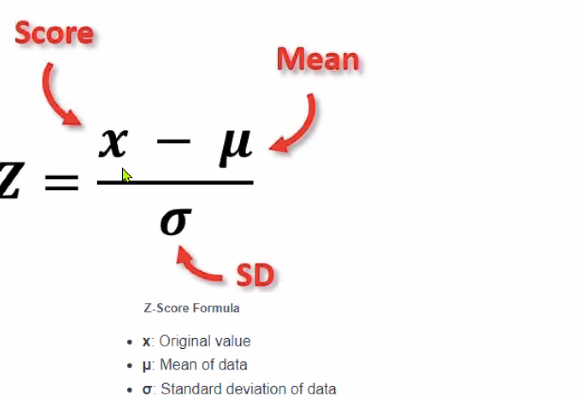 Score
Mean
Z = x − μ
σ
SD
Z-Score Formula
• x: Original value
• μ: Mean of data
• σ: Standard deviation of data